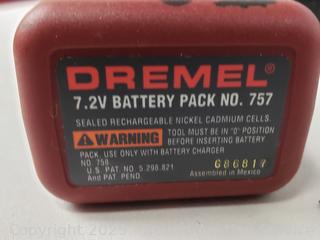 DREMEL®
7.2V BATTERY PACK NO. 757
SEALED RECHARGEABLE NICKEL CADMIUM CELLS.
WARNING TOOL MUST BE IN "0" POSITION
BEFORE INSERTING BATTERY
PACK. USE ONLY WITH BATTERY CHARGER
NO. 758.
U.S. PAT. NO 5.298.821
And PAT. PEND.
686817
Assembled in Mexico
Copyright 2025